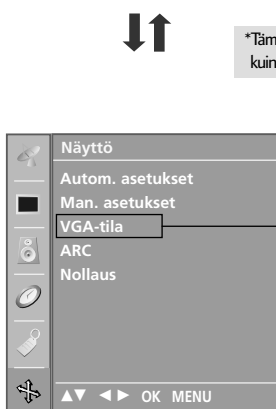 *Täm
kuin
Näyttö
Autom. asetukset
Man. asetukset
VGA-tila
ARC
Nollaus
▲▼ ◄► OK MENU